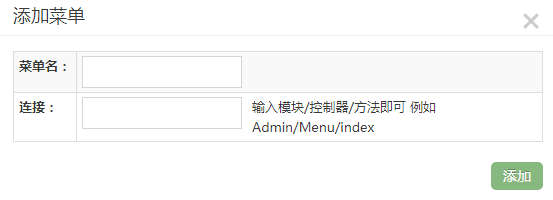 添加菜单
×
菜单名：
连接：
输入模块/控制器/方法即可 例如
Admin/Menu/index
添加